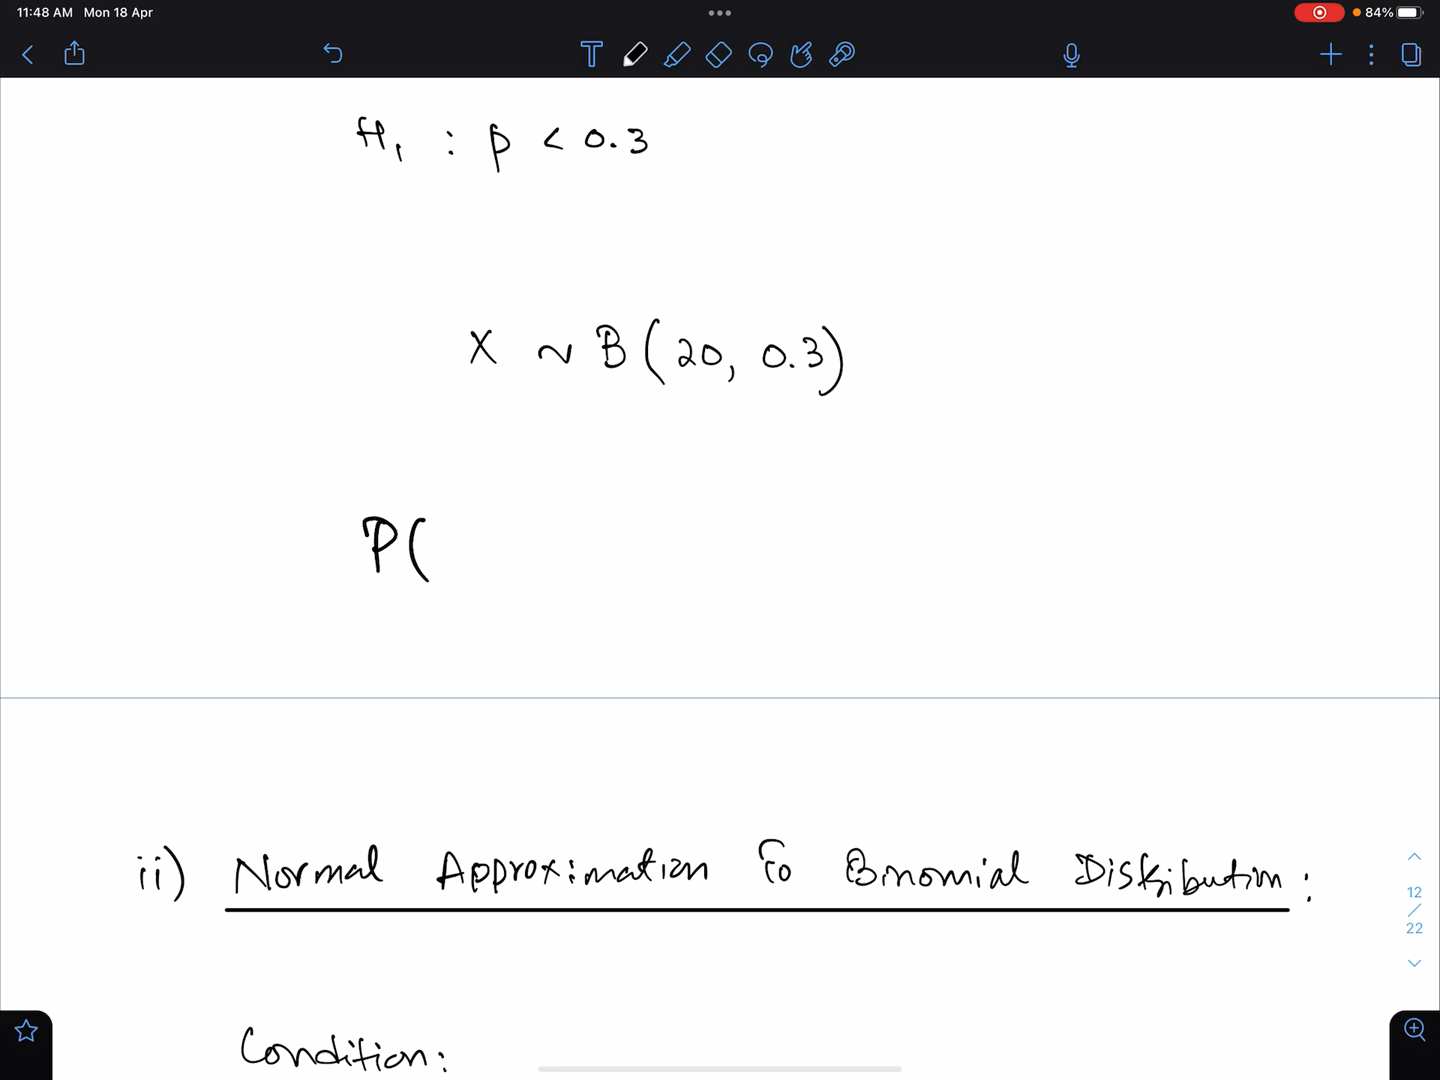 11:48 AM Mon 18 Apr
84%
H₁ : p < 0.3
X ~ B(20, 0.3)
P(
ii) Normal Approximation To Binomial Distribution:
12
/
22
Condition: